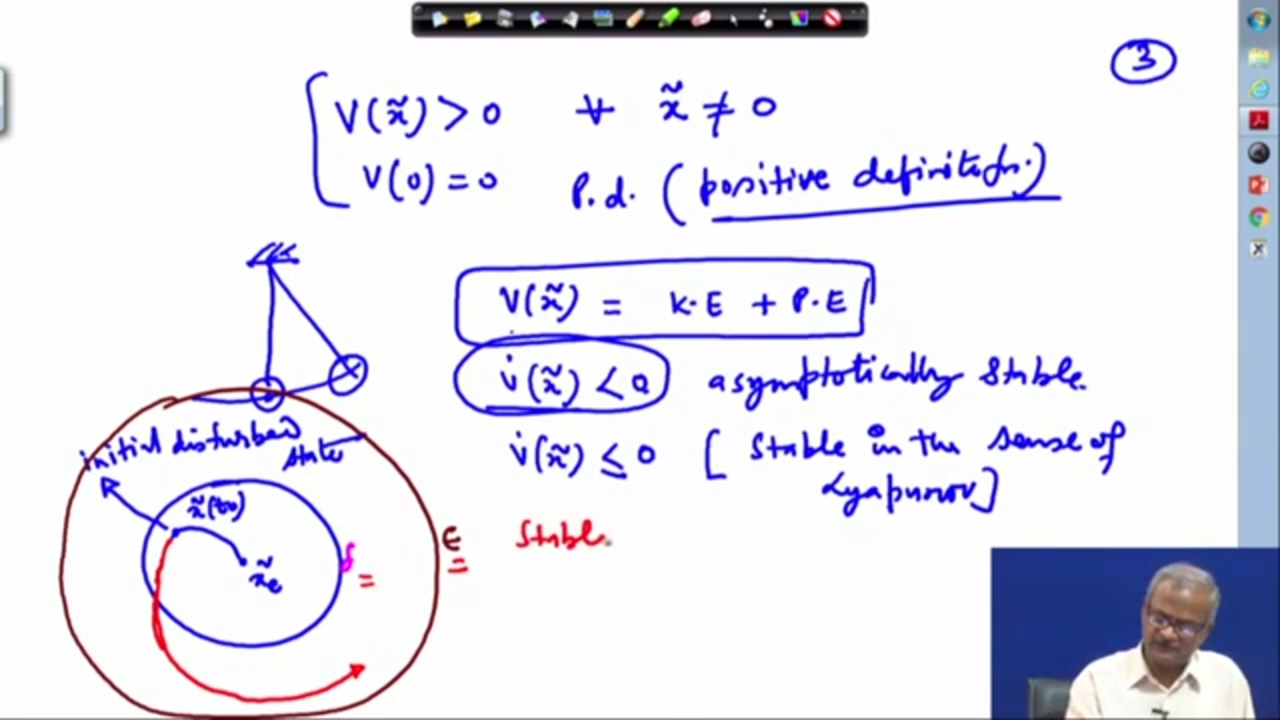 3
V(x̃) > 0 ∀ x̃ ≠ 0
V(0) = 0 P.d. (positive definite fn.)
V(x̃) = K.E + P.E
V̇(x̃) < 0 asymptotically stable.
V̇(x̃) ≤ 0 [Stable in the sense of
Lyapunov]
initial disturbed
state
x̃(t₀)
x̃e
δ
ϵ
Stable